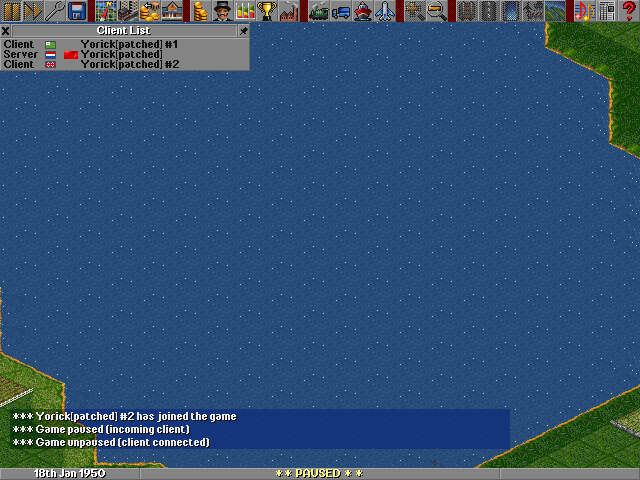 Client List
Client Yorick[patched] #1
Server Yorick[patched]
Client Yorick[patched] #2
*** Yorick[patched] #2 has joined the game
*** Game paused (incoming client)
*** Game unpaused (client connected)
18th Jan 1950
* * PAUSED * *